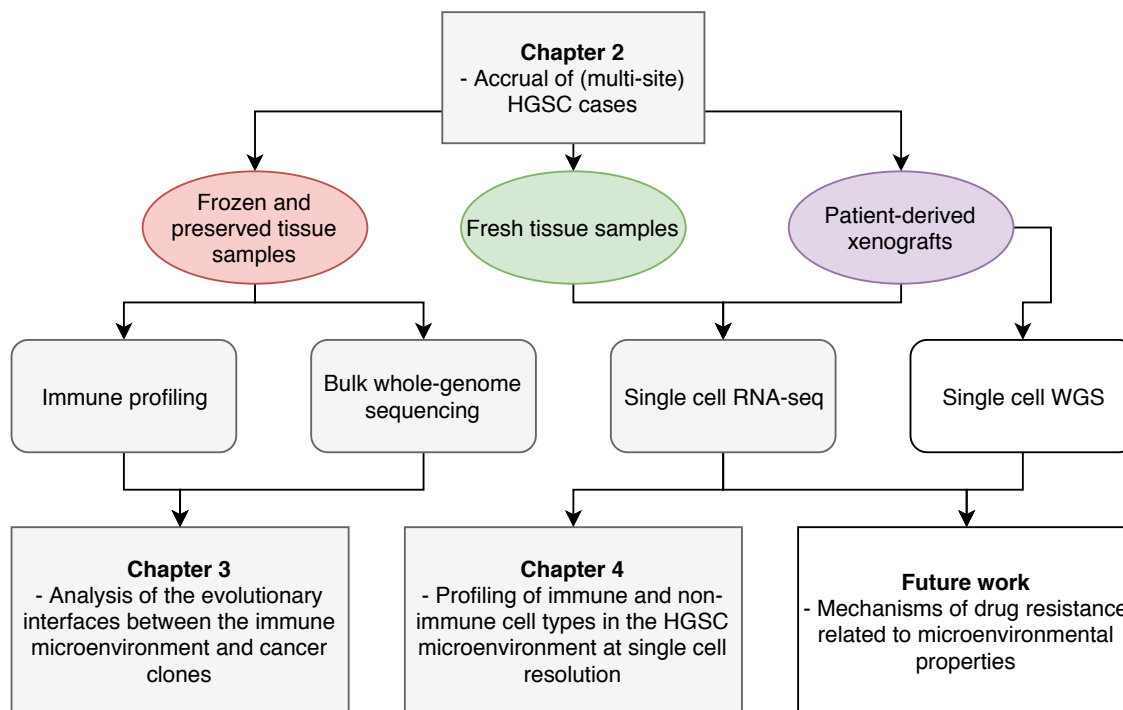 Chapter 2
- Accrual of (multi-site)
HGSC cases
Frozen and
preserved tissue
samples
Fresh tissue samples
Patient-derived
xenografts
Immune profiling
Bulk whole-genome
sequencing
Single cell RNA-seq
Single cell WGS
Chapter 3
- Analysis of the evolutionary
interfaces between the immune
microenvironment and cancer
clones
Chapter 4
- Profiling of immune and non-
immune cell types in the HGSC
microenvironment at single cell
resolution
Future work
- Mechanisms of drug resistance
related to microenvironmental
properties